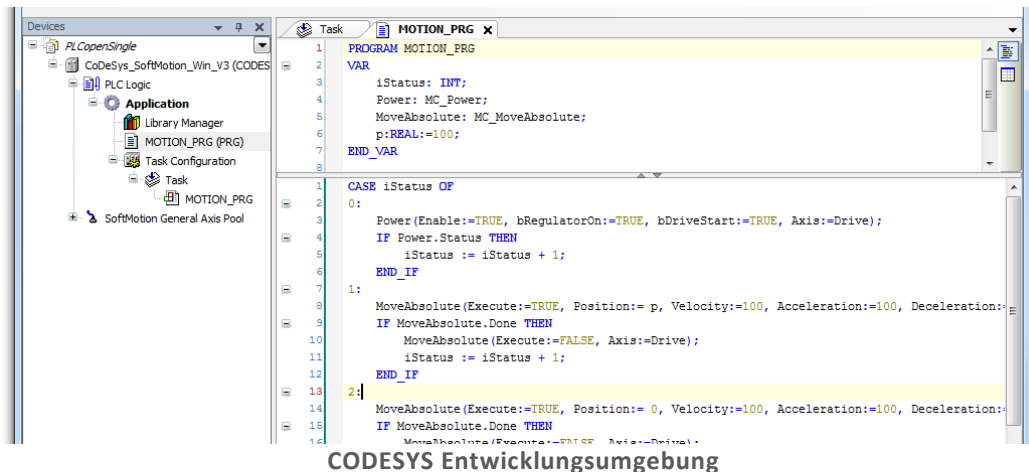 Devices
PLCopenSingle
CoDeSys_SoftMotion_Win_V3 (CODES
PLC Logic
Application
Library Manager
MOTION_PRG (PRG)
Task Configuration
Task
MOTION_PRG
SoftMotion General Axis Pool
Task MOTION_PRG X
1 PROGRAM MOTION_PRG
2 VAR
3 iStatus: INT;
4 Power: MC_Power;
5 MoveAbsolute: MC_MoveAbsolute;
6 p:REAL:=100;
7 END_VAR
8
1 CASE iStatus OF
2 0:
3 Power(Enable:=TRUE, bRegulatorOn:=TRUE, bDriveStart:=TRUE, Axis:=Drive);
4 IF Power.Status THEN
5 iStatus := iStatus + 1;
6 END_IF
7 1:
8 MoveAbsolute(Execute:=TRUE, Position:= p, Velocity:=100, Acceleration:=100, Deceleration:=
9 IF MoveAbsolute.Done THEN
10 MoveAbsolute(Execute:=FALSE, Axis:=Drive);
11 iStatus := iStatus + 1;
12 END_IF
13 2:
14 MoveAbsolute(Execute:=TRUE, Position:= 0, Velocity:=100, Acceleration:=100, Deceleration:=
15 IF MoveAbsolute.Done THEN
16 MoveAbsolute(Execute:=FALSE, Axis:=Drive);
CODESYS Entwicklungsumgebung